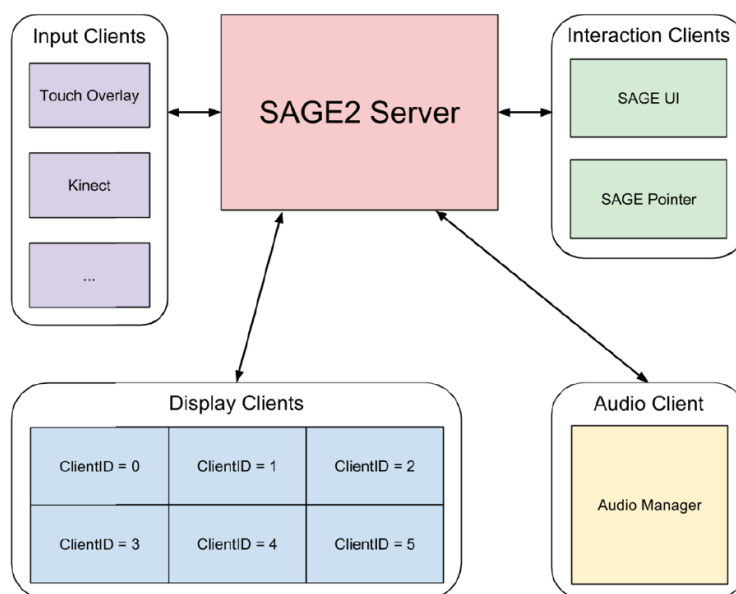 Input Clients
Touch Overlay
Kinect
...
SAGE2 Server
Interaction Clients
SAGE UI
SAGE Pointer
Display Clients
ClientID = 0
ClientID = 1
ClientID = 2
ClientID = 3
ClientID = 4
ClientID = 5
Audio Client
Audio Manager